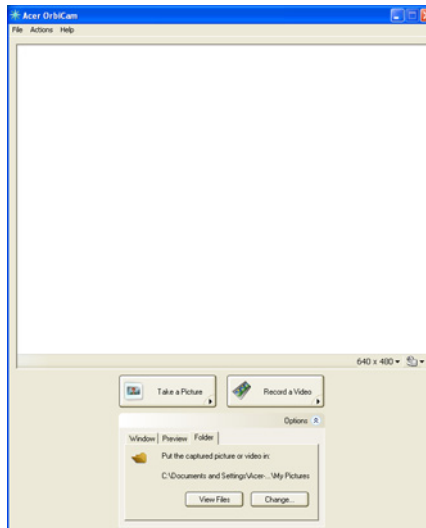 Acer OrbiCam
File Actions Help
640 x 480
Take a Picture Record a Video
Options
Window Preview Folder
Put the captured picture or video in:
C:\Documents and Settings\Acer-...\My Pictures
View Files Change...